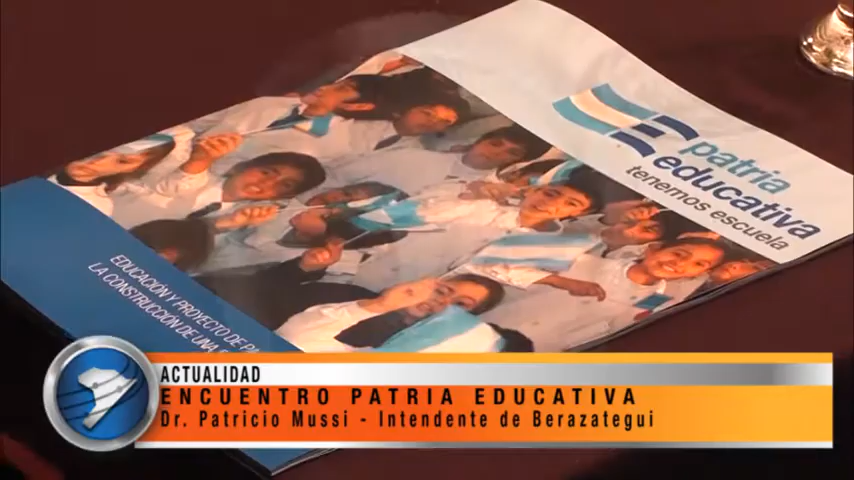 patria
educativa
tenemos escuela
EDUCACIÓN Y PROYECTO DE
LA CONSTRUCCIÓN DE UNA
ACTUALIDAD
ENCUENTRO PATRIA EDUCATIVA
Dr. Patricio Mussi - Intendente de Berazategui